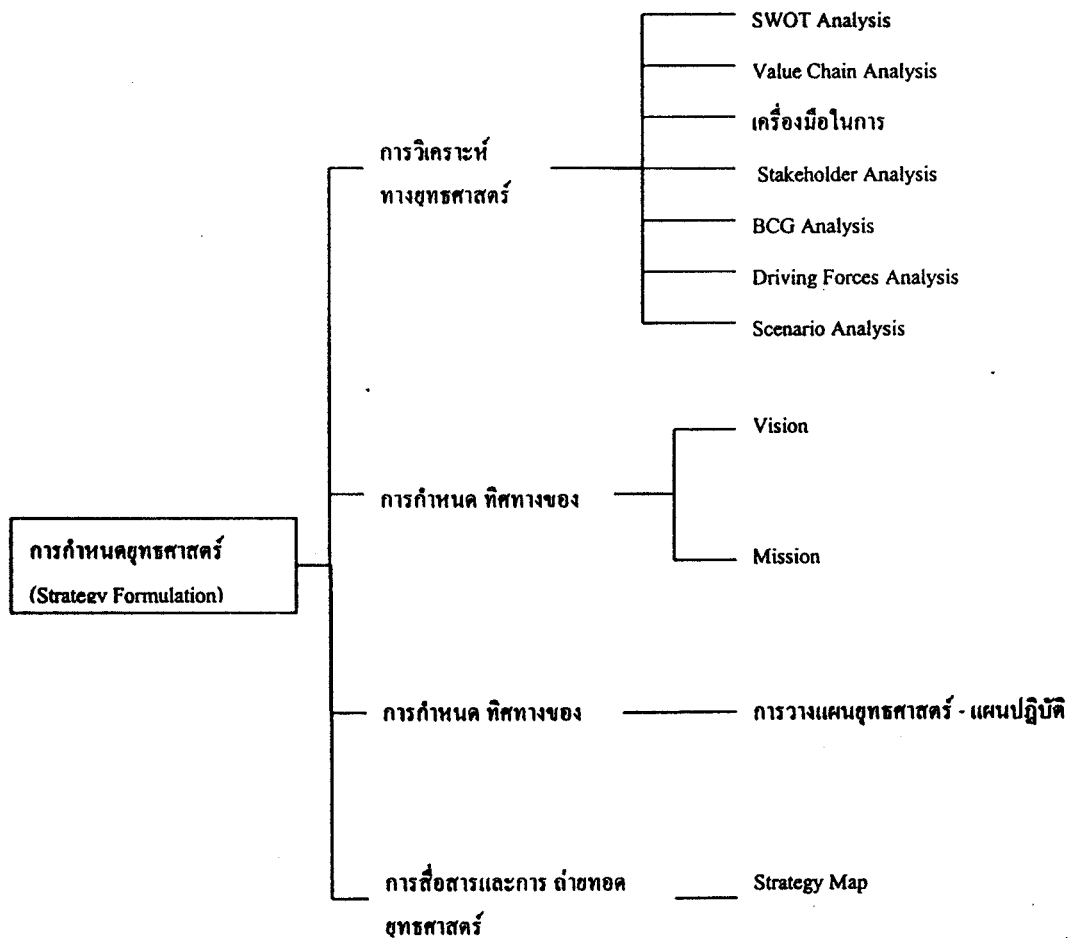 SWOT Analysis
Value Chain Analysis
เครื่องมือในการ
การวิเคราะห์
ทางยุทธศาสตร์
Stakeholder Analysis
BCG Analysis
Driving Forces Analysis
Scenario Analysis
Vision
การกำหนด ทิศทางของ
Mission
การกำหนดยุทธศาสตร์
(Strategy Formulation)
การกำหนด ทิศทางของ
การวางแผนยุทธศาสตร์ - แผนปฏิบัติ
การสื่อสารและการ ถ่ายทอด
ยุทธศาสตร์
Strategy Map